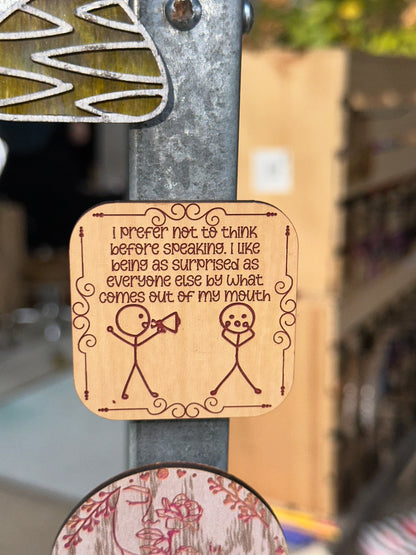 I prefer not to think
before speaking. I like
being as surprised as
everyone else by what
comes out of my mouth